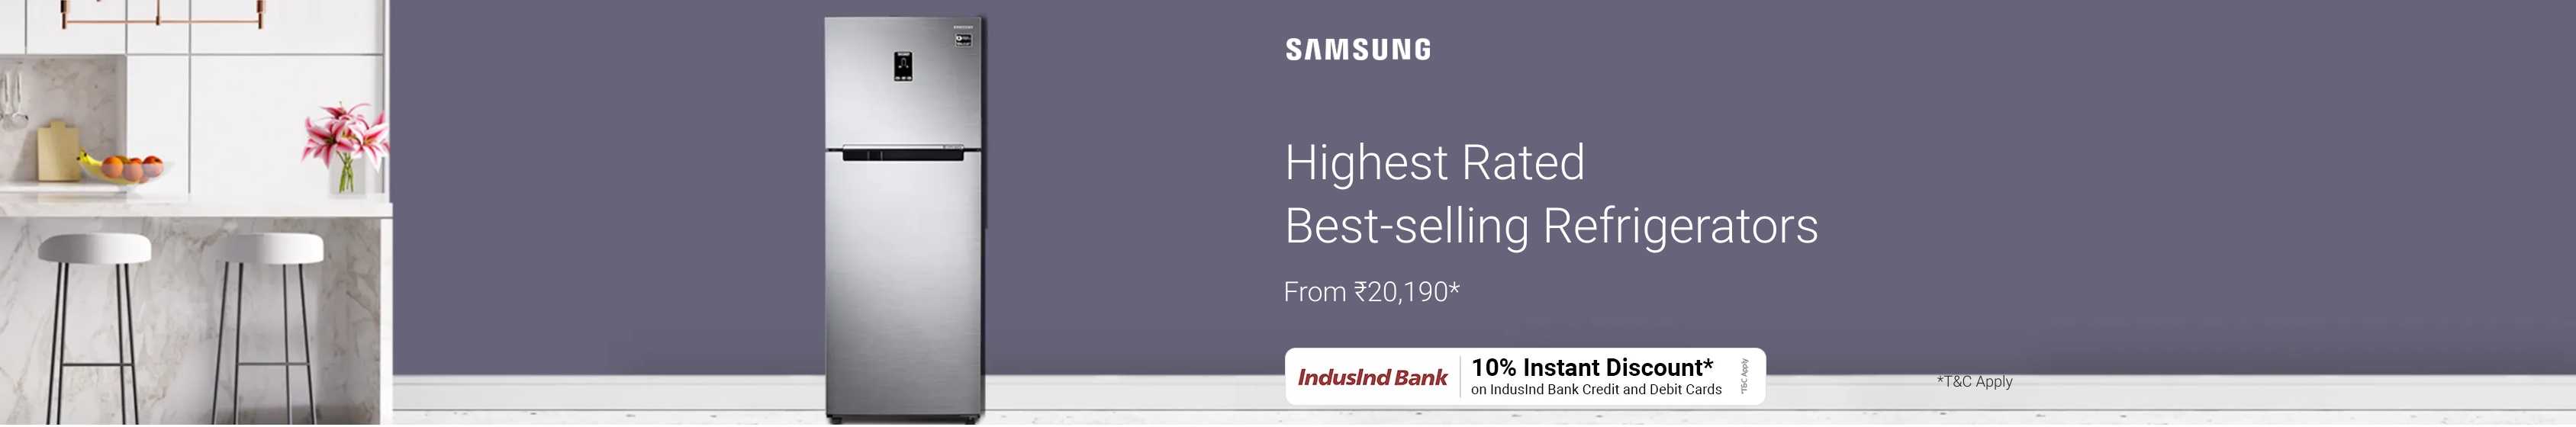 SAMSUNG
Highest Rated
Best-selling Refrigerators
From ₹20,190*
IndusInd Bank
10% Instant Discount*
on IndusInd Bank Credit and Debit Cards
*T&C Apply
*T&C Apply